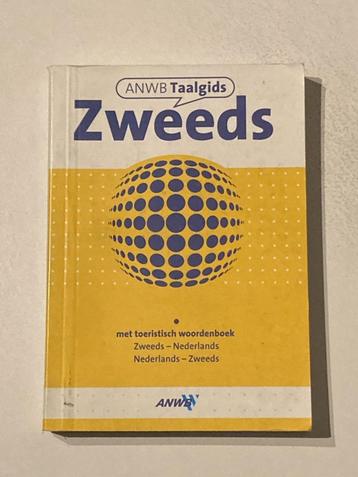 ANWB Taalgids
Zweeds
met toeristisch woordenboek
Zweeds – Nederlands
Nederlands – Zweeds
ANWB